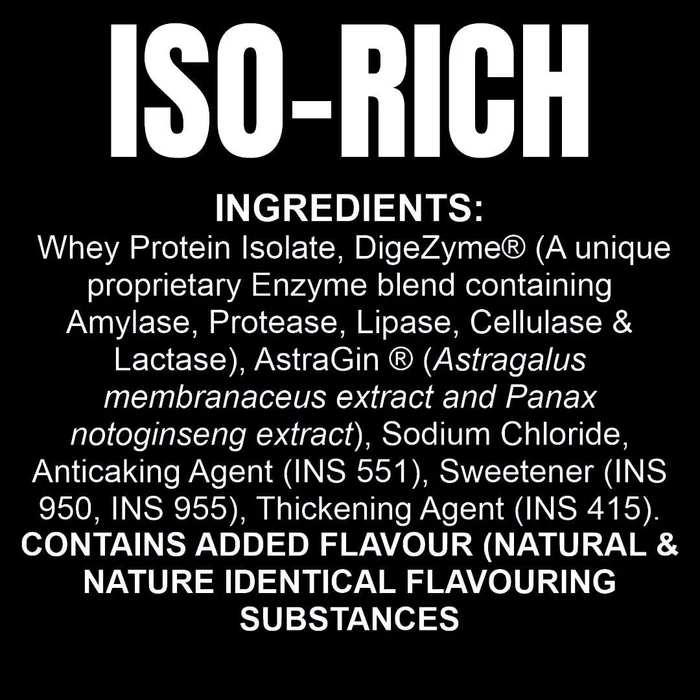 ISO-RICH
INGREDIENTS:
Whey Protein Isolate, DigeZyme® (A unique
proprietary Enzyme blend containing
Amylase, Protease, Lipase, Cellulase &
Lactase), AstraGin ® (Astragalus
membranaceus extract and Panax
notoginseng extract), Sodium Chloride,
Anticaking Agent (INS 551), Sweetener (INS
950, INS 955), Thickening Agent (INS 415).
CONTAINS ADDED FLAVOUR (NATURAL &
NATURE IDENTICAL FLAVOURING
SUBSTANCES